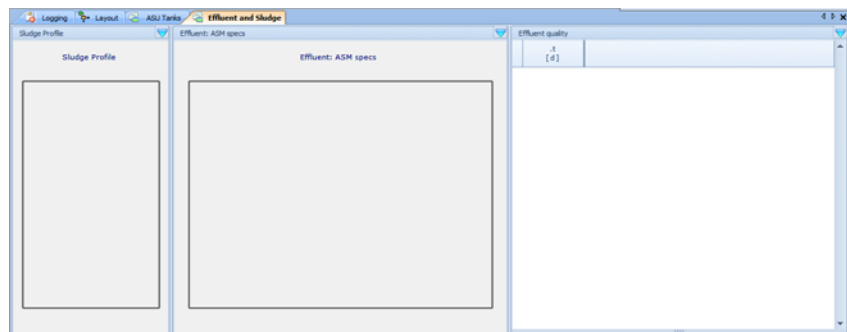 Logging Layout ASU Tanks Effluent and Sludge
Sludge Profile Effluent: ASM specs Effluent quality
Sludge Profile Effluent: ASM specs
.t
[d]